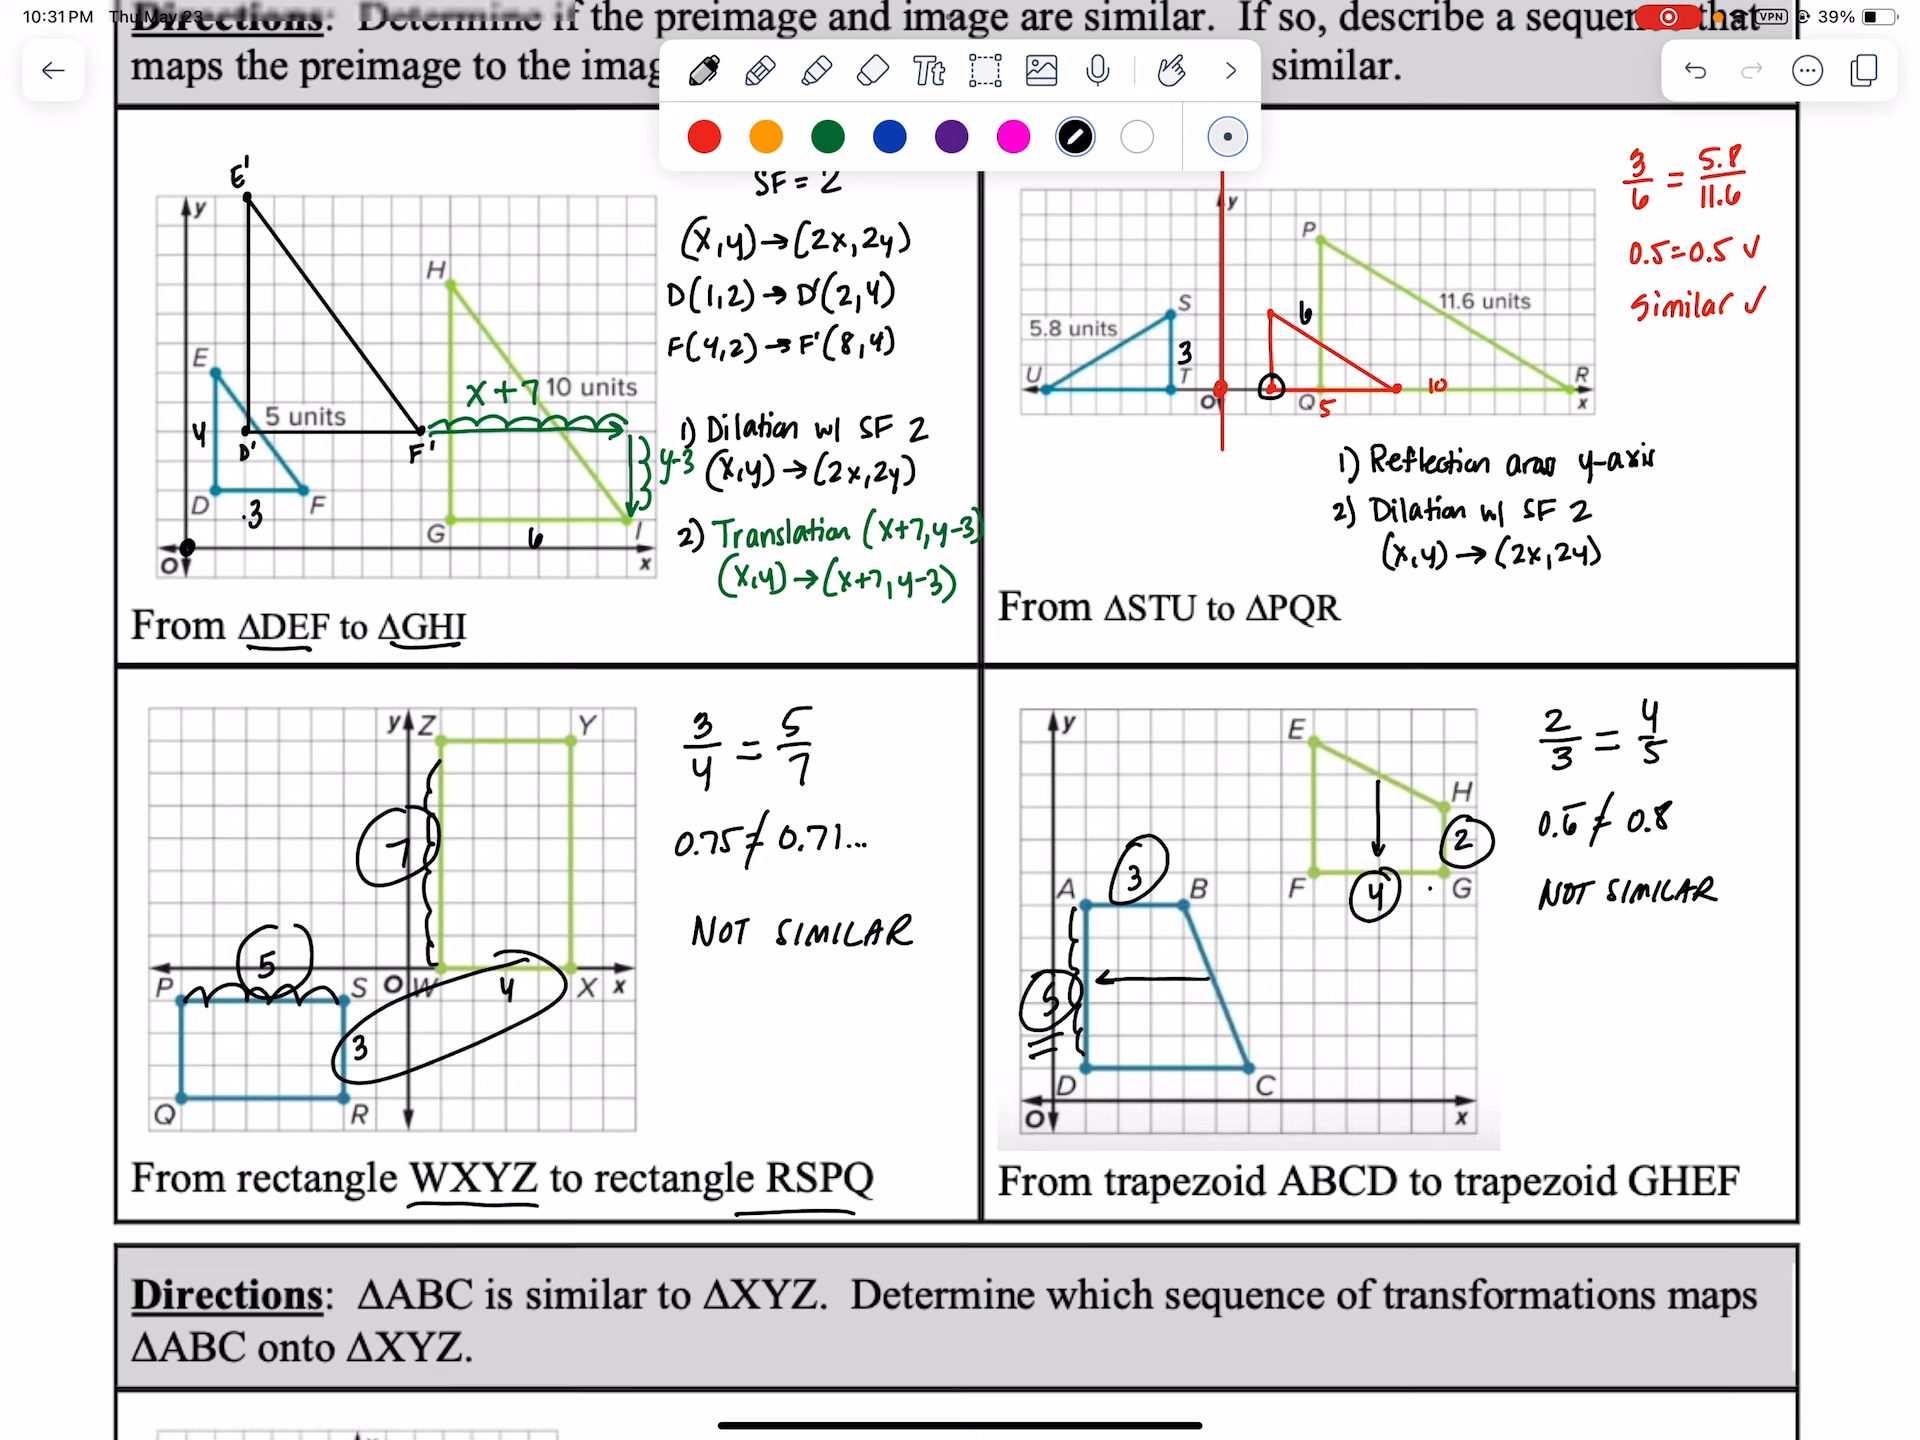 10:31 PM Thu May 23
VPN 39%
Directions: Determine if the preimage and image are similar. If so, describe a sequence that
maps the preimage to the imag
similar.
Tt
E'
y
H
E
5 units
10 units
x+7
4
D'
F'
y-3
D
3
F
G
6
I
O
x
SF = 2
(x,y)→(2x,2y)
D(1,2)→D'(2,4)
F(4,2)→F'(8,4)
1) Dilation w/ SF 2
(x,y)→(2x,2y)
2) Translation (x+7,y-3)
(x,y)→(x+7,y-3)
From ΔDEF to ΔGHI
y
P
S
6
11.6 units
5.8 units
3
U
T
O
Q
5
10
R
x
3/6 = 5.8/11.6
0.5=0.5 ✓
Similar ✓
1) Reflection y-axis
2) Dilation w/ SF 2
(x,y)→(2x,2y)
From ΔSTU to ΔPQR
y
Z
Y
7
5
P
S
O
W
4
X
x
3
Q
R
3/4 = 5/7
0.75≠0.71...
NOT SIMILAR
From rectangle WXYZ to rectangle RSPQ
y
E
H
2
A
3
B
F
4
G
5
D
C
O
x
2/3 = 4/5
0.6̅ ≠ 0.8
NOT SIMILAR
From trapezoid ABCD to trapezoid GHEF
Directions: ΔABC is similar to ΔXYZ. Determine which sequence of transformations maps
ΔABC onto ΔXYZ.